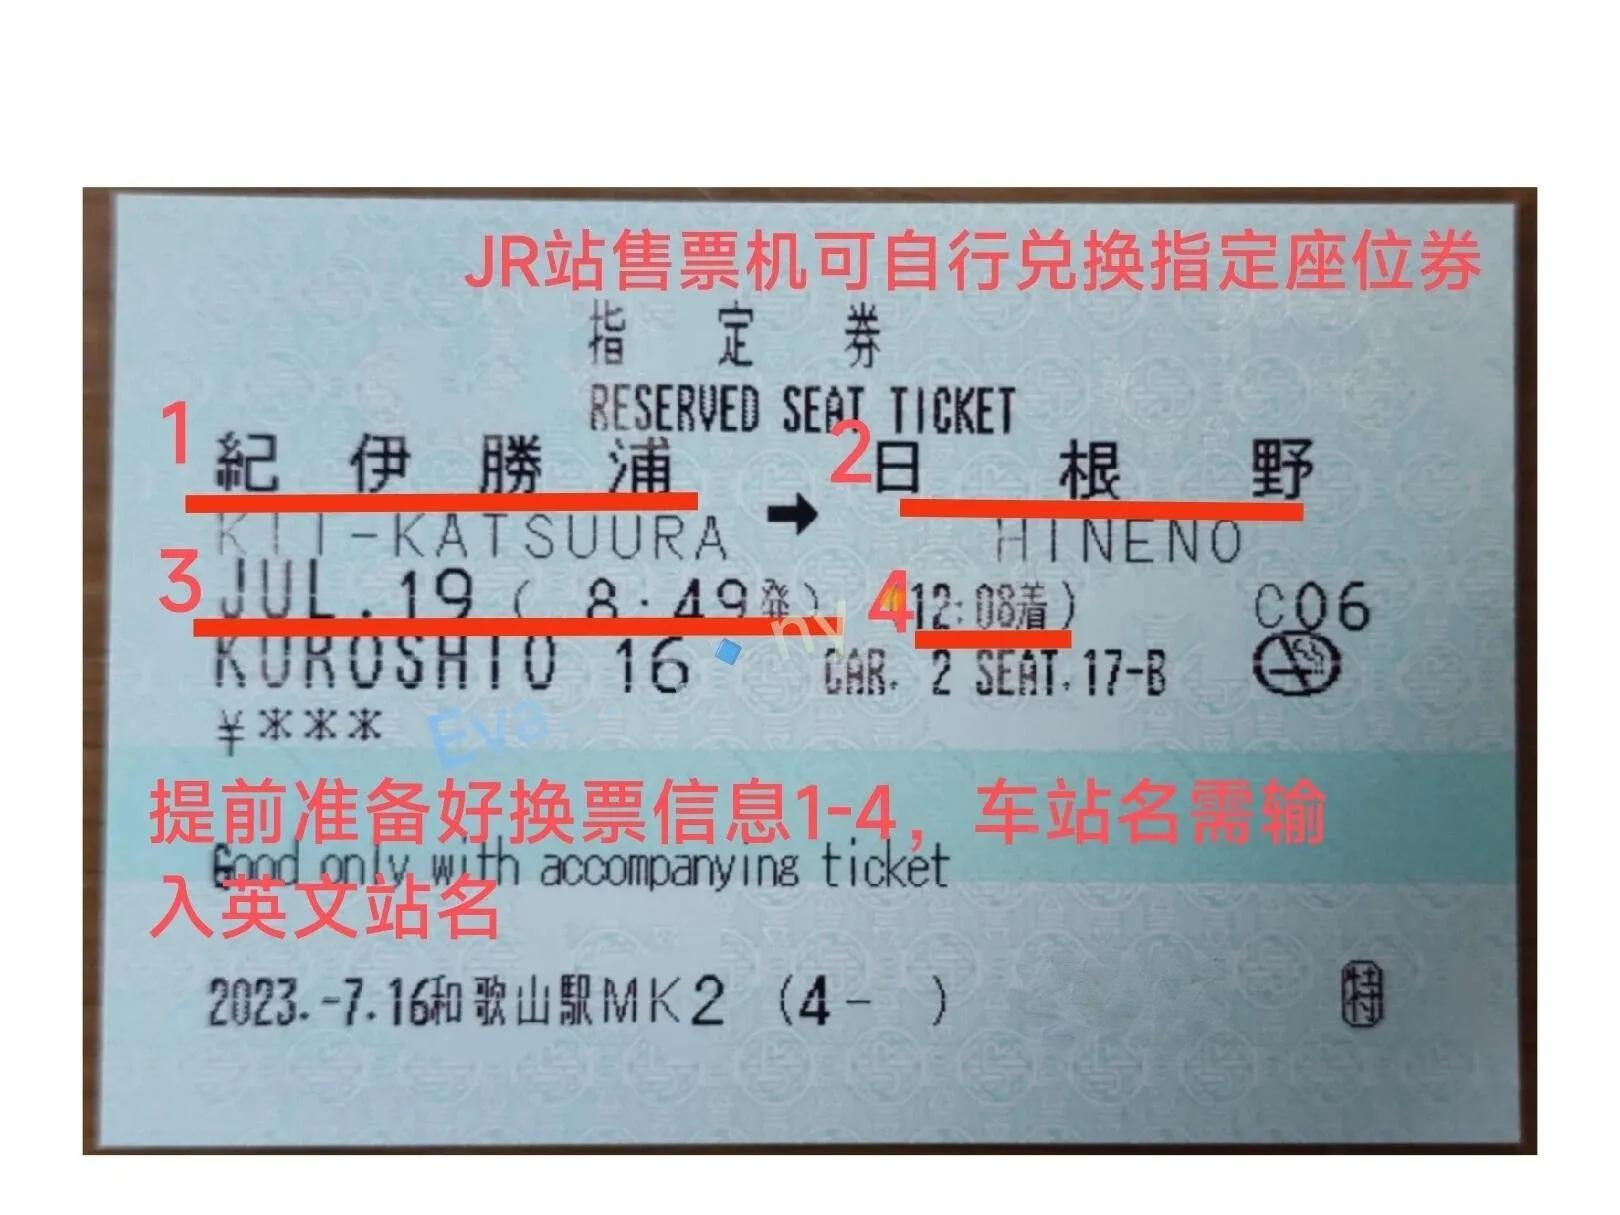 JR站售票机可自行兑换指定座位券
指定券
RESERVED SEAT TICKET
1 紀伊勝浦 → 2 日根野
KII-KATSUURA HINENO
3 JUL.19 ( 8:49発) 4 (12:08着) C06
KUROSHIO 16 CAR. 2 SEAT.17-B
¥***
Eva... ny
提前准备好换票信息1-4，车站名需输
Good only with accompanying ticket
入英文站名
2023.-7.16和歌山駅MK2 (4- ) 特